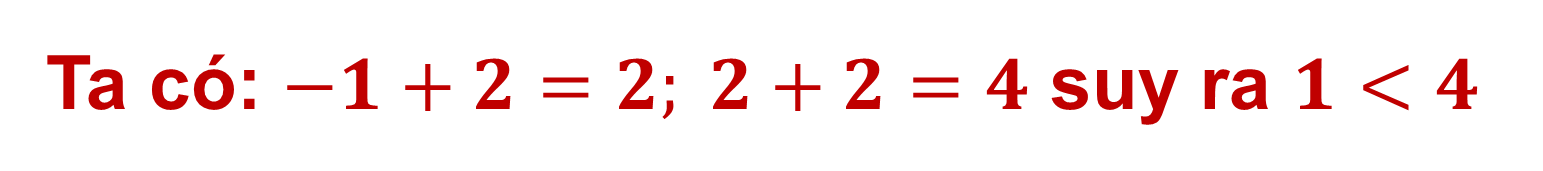 Ta có: −1 + 2 = 2; 2 + 2 = 4 suy ra 1 < 4